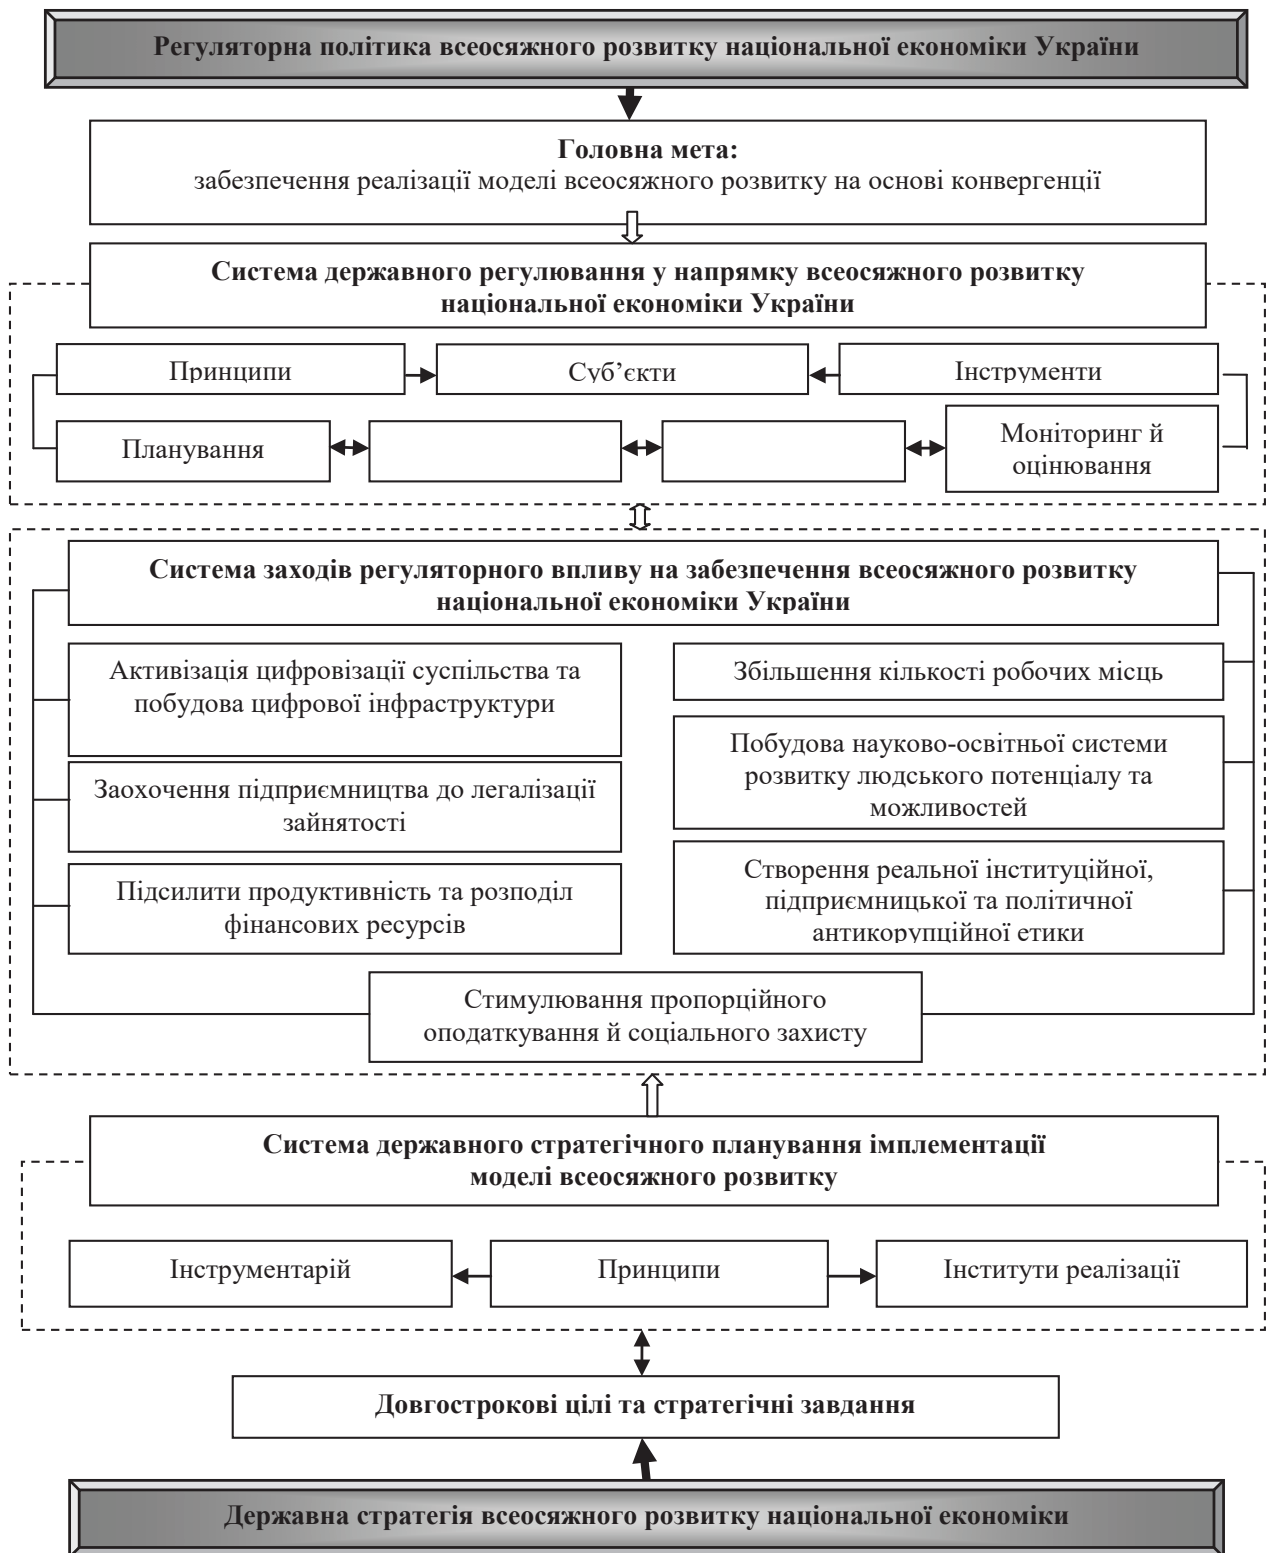 Регуляторна політика всеосяжного розвитку національної економіки України
Головна мета:
забезпечення реалізації моделі всеосяжного розвитку на основі конвергенції
Система державного регулювання у напрямку всеосяжного розвитку
національної економіки України
Принципи
Суб’єкти
Інструменти
Планування
Моніторинг й
оцінювання
Система заходів регуляторного впливу на забезпечення всеосяжного розвитку
національної економіки України
Активізація цифровізації суспільства та
побудова цифрової інфраструктури
Заохочення підприємництва до легалізації
зайнятості
Підсилити продуктивність та розподіл
фінансових ресурсів
Збільшення кількості робочих місць
Побудова науково-освітньої системи
розвитку людського потенціалу та
можливостей
Створення реальної інституційної,
підприємницької та політичної
антикорупційної етики
Стимулювання пропорційного
оподаткування й соціального захисту
Система державного стратегічного планування імплементації
моделі всеосяжного розвитку
Інструментарій
Принципи
Інститути реалізації
Довгострокові цілі та стратегічні завдання
Державна стратегія всеосяжного розвитку національної економіки